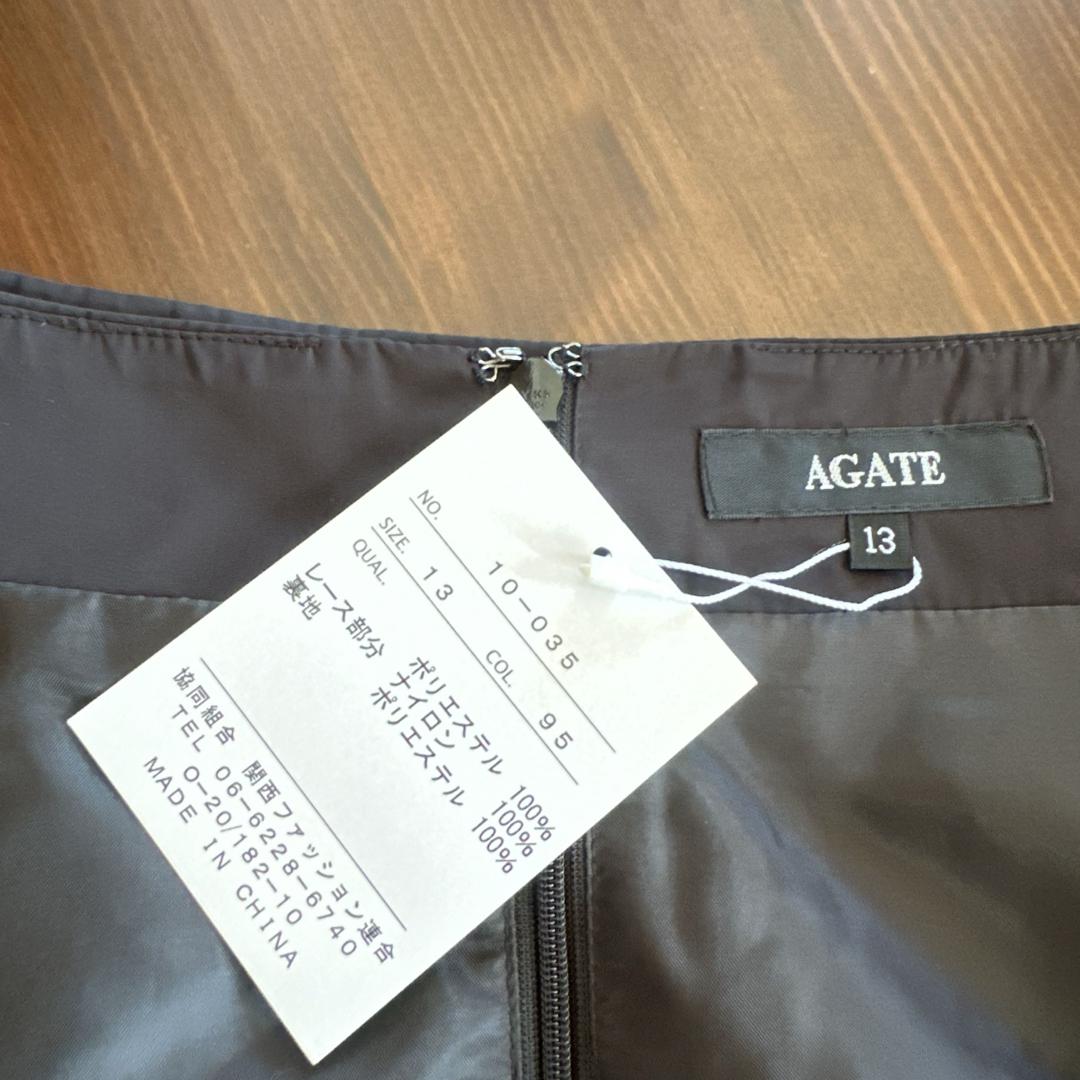 AGATE
13
NO. 10-035
SIZE. 13 COL. 95
QUAL.
ポリエステル 100%
レース部分 ナイロン 100%
裏地 ポリエステル 100%
協同組合 関西ファッション連合
TEL 06-6228-6740
O-20/182-10
MADE IN CHINA